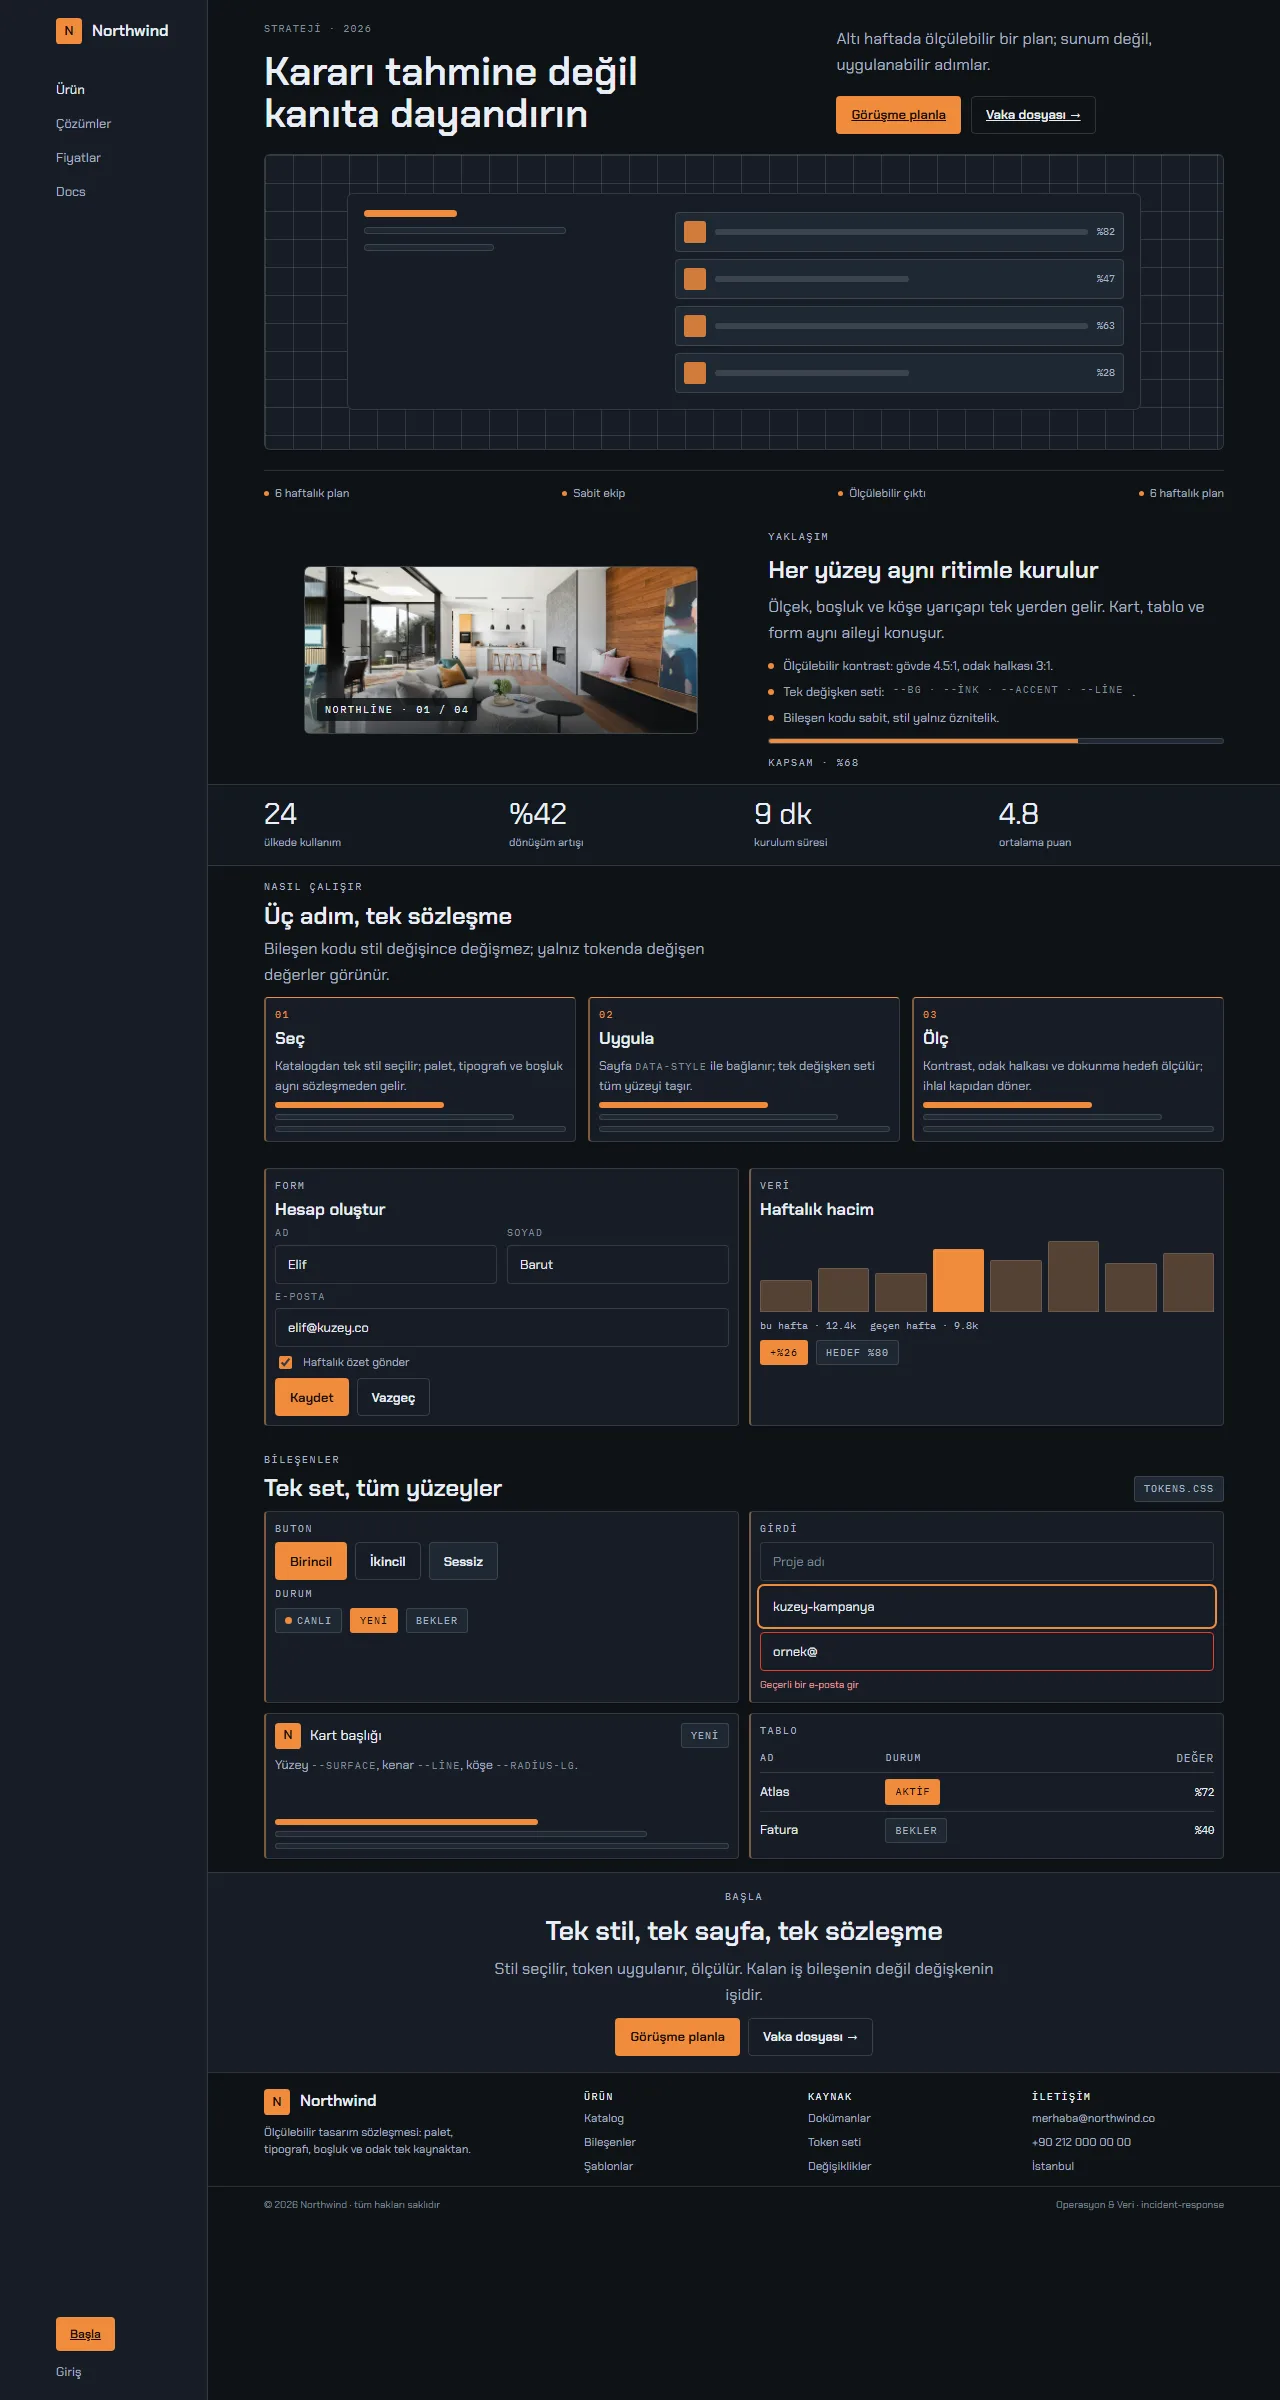 N Northwind
Ürün
Çözümler
Fiyatlar
Docs
STRATEJİ · 2026
Kararı tahmine değil
kanıta dayandırın
Altı haftada ölçülebilir bir plan; sunum değil,
uygulanabilir adımlar.
Görüşme planla
Vaka dosyası →
%82
%47
%63
%28
6 haftalık plan
Sabit ekip
Ölçülebilir çıktı
6 haftalık plan
NORTHLİNE · 01 / 04
YAKLAŞIM
Her yüzey aynı ritimle kurulur
Ölçek, boşluk ve köşe yarıçapı tek yerden gelir. Kart, tablo ve
form aynı aileyi konuşur.
Ölçülebilir kontrast: gövde 4.5:1, odak halkası 3:1.
Tek değişken seti: --BG · --İNK · --ACCENT · --LİNE .
Bileşen kodu sabit, stil yalnız öznitelik.
KAPSAM · %68
24
ülkede kullanım
%42
dönüşüm artışı
9 dk
kurulum süresi
4.8
ortalama puan
NASIL ÇALIŞIR
Üç adım, tek sözleşme
Bileşen kodu stil değişince değişmez; yalnız tokenda değişen
değerler görünür.
01
Seç
Katalogdan tek stil seçilir; palet, tipografi ve boşluk
aynı sözleşmeden gelir.
02
Uygula
Sayfa DATA-STYLE ile bağlanır; tek değişken seti
tüm yüzeyi taşır.
03
Ölç
Kontrast, odak halkası ve dokunma hedefi ölçülür;
ihlal kapıdan döner.
FORM
Hesap oluştur
AD
SOYAD
Elif
Barut
E-POSTA
elif@kuzey.co
Haftalık özet gönder
Kaydet
Vazgeç
VERİ
Haftalık hacim
bu hafta · 12.4k geçen hafta · 9.8k
+%26
HEDEF %80
BİLEŞENLER
Tek set, tüm yüzeyler
TOKENS.CSS
BUTON
Birincil
İkincil
Sessiz
DURUM
CANLI
YENİ
BEKLER
GİRDİ
Proje adı
kuzey-kampanya
ornek@
Geçerli bir e-posta gir
N Kart başlığı
YENİ
Yüzey --SURFACE, kenar --LİNE, köşe --RADİUS-LG.
TABLO
AD DURUM DEĞER
Atlas AKTİF %72
Fatura BEKLER %40
BAŞLA
Tek stil, tek sayfa, tek sözleşme
Stil seçilir, token uygulanır, ölçülür. Kalan iş bileşenin değil değişkenin
işidir.
Görüşme planla
Vaka dosyası →
N Northwind
Ölçülebilir tasarım sözleşmesi: palet,
tipografi, boşluk ve odak tek kaynaktan.
ÜRÜN
Katalog
Bileşenler
Şablonlar
KAYNAK
Dokümanlar
Token seti
Değişiklikler
İLETİŞİM
merhaba@northwind.co
+90 212 000 00 00
İstanbul
© 2026 Northwind · tüm hakları saklıdır
Operasyon & Veri · incident-response
Başla
Giriş